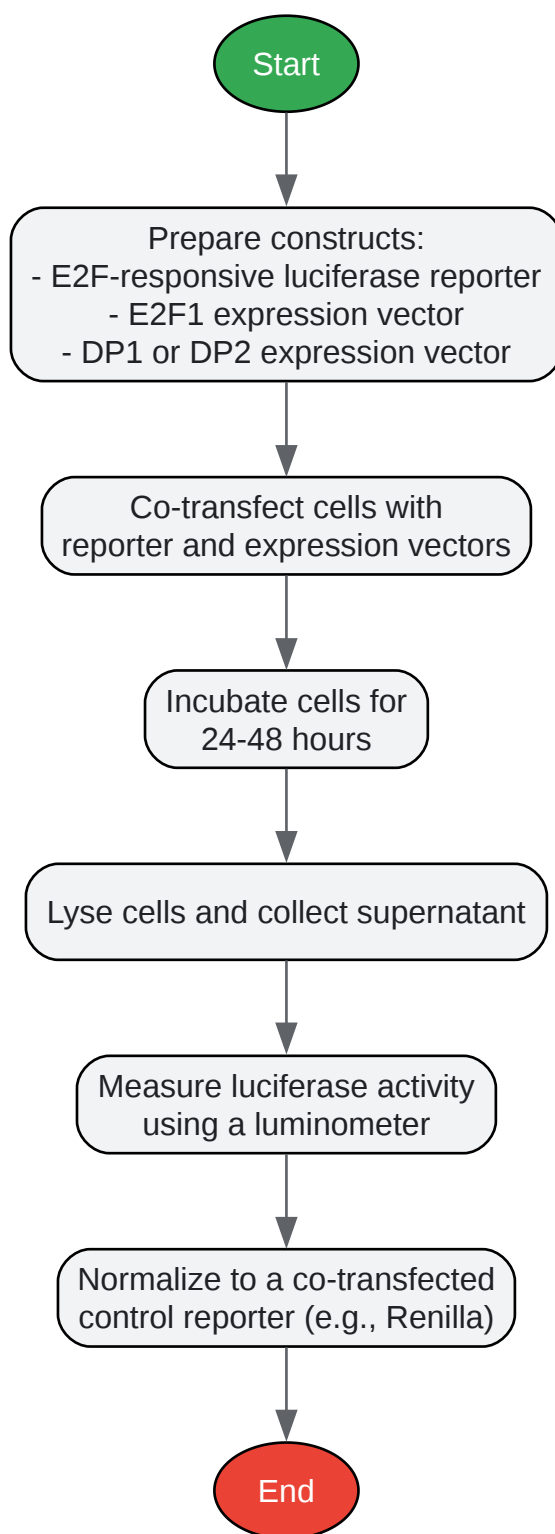 Start
Prepare constructs:
- E2F-responsive luciferase reporter
- E2F1 expression vector
- DP1 or DP2 expression vector
Co-transfect cells with
reporter and expression vectors
Incubate cells for
24-48 hours
Lyse cells and collect supernatant
Measure luciferase activity
using a luminometer
Normalize to a co-transfected
control reporter (e.g., Renilla)
End